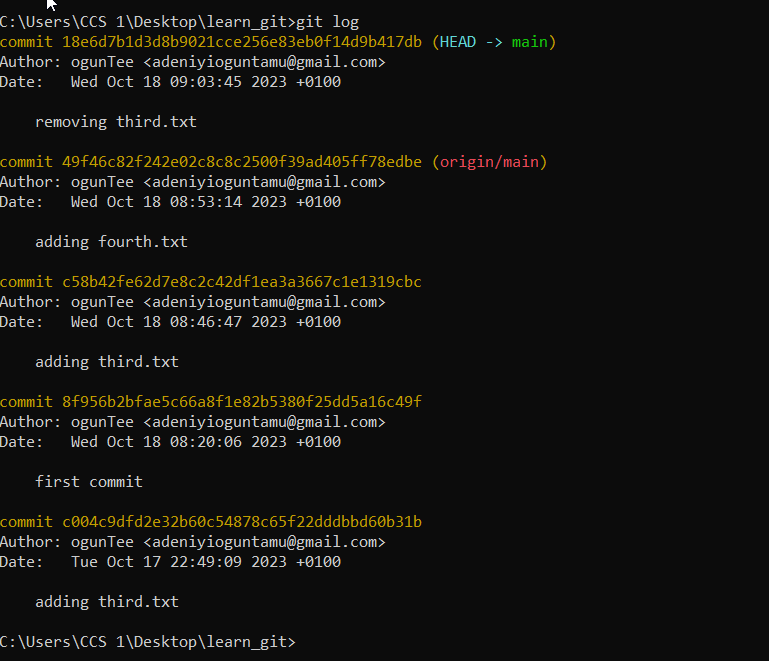 C:\Users\CCS 1\Desktop\learn_git>git log
commit 18e6d7b1d3d8b9021cce256e83eb0f14d9b417db (HEAD -> main)
Author: ogunTee <adeniyioguntamu@gmail.com>
Date:   Wed Oct 18 09:03:45 2023 +0100
    removing third.txt
commit 49f46c82f242e02c8c8c2500f39ad405ff78edbe (origin/main)
Author: ogunTee <adeniyioguntamu@gmail.com>
Date:   Wed Oct 18 08:53:14 2023 +0100
    adding fourth.txt
commit c58b42fe62d7e8c2c42df1ea3a3667c1e1319cbc
Author: ogunTee <adeniyioguntamu@gmail.com>
Date:   Wed Oct 18 08:46:47 2023 +0100
    adding third.txt
commit 8f956b2bfae5c66a8f1e82b5380f25dd5a16c49f
Author: ogunTee <adeniyioguntamu@gmail.com>
Date:   Wed Oct 18 08:20:06 2023 +0100
    first commit
commit c004c9dfd2e32b60c54878c65f22dddbbd60b31b
Author: ogunTee <adeniyioguntamu@gmail.com>
Date:   Tue Oct 17 22:49:09 2023 +0100
    adding third.txt
C:\Users\CCS 1\Desktop\learn_git>